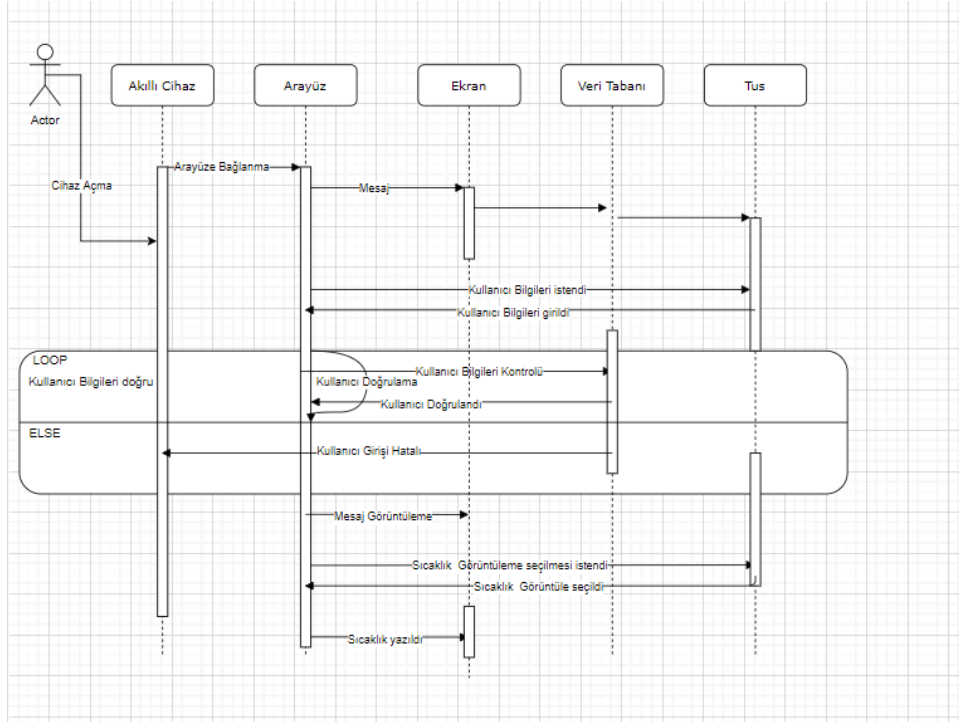 Actor
Akıllı Cihaz
Arayüz
Ekran
Veri Tabanı
Tus
Arayüze Bağlanma
Cihaz Açma
Mesaj
Kullanıcı Bilgileri istendi
Kullanıcı Bilgileri girildi
LOOP
Kullanıcı Bilgileri doğru
Kullanıcı Bilgileri Kontrolü
Kullanıcı Doğrulama
Kullanıcı Doğrulandı
ELSE
Kullanıcı Girişi Hatalı
Mesaj Görüntüleme
Sıcaklık Görüntüleme seçilmesi istendi
Sıcaklık Görüntüle seçildi
Sıcaklık yazıldı